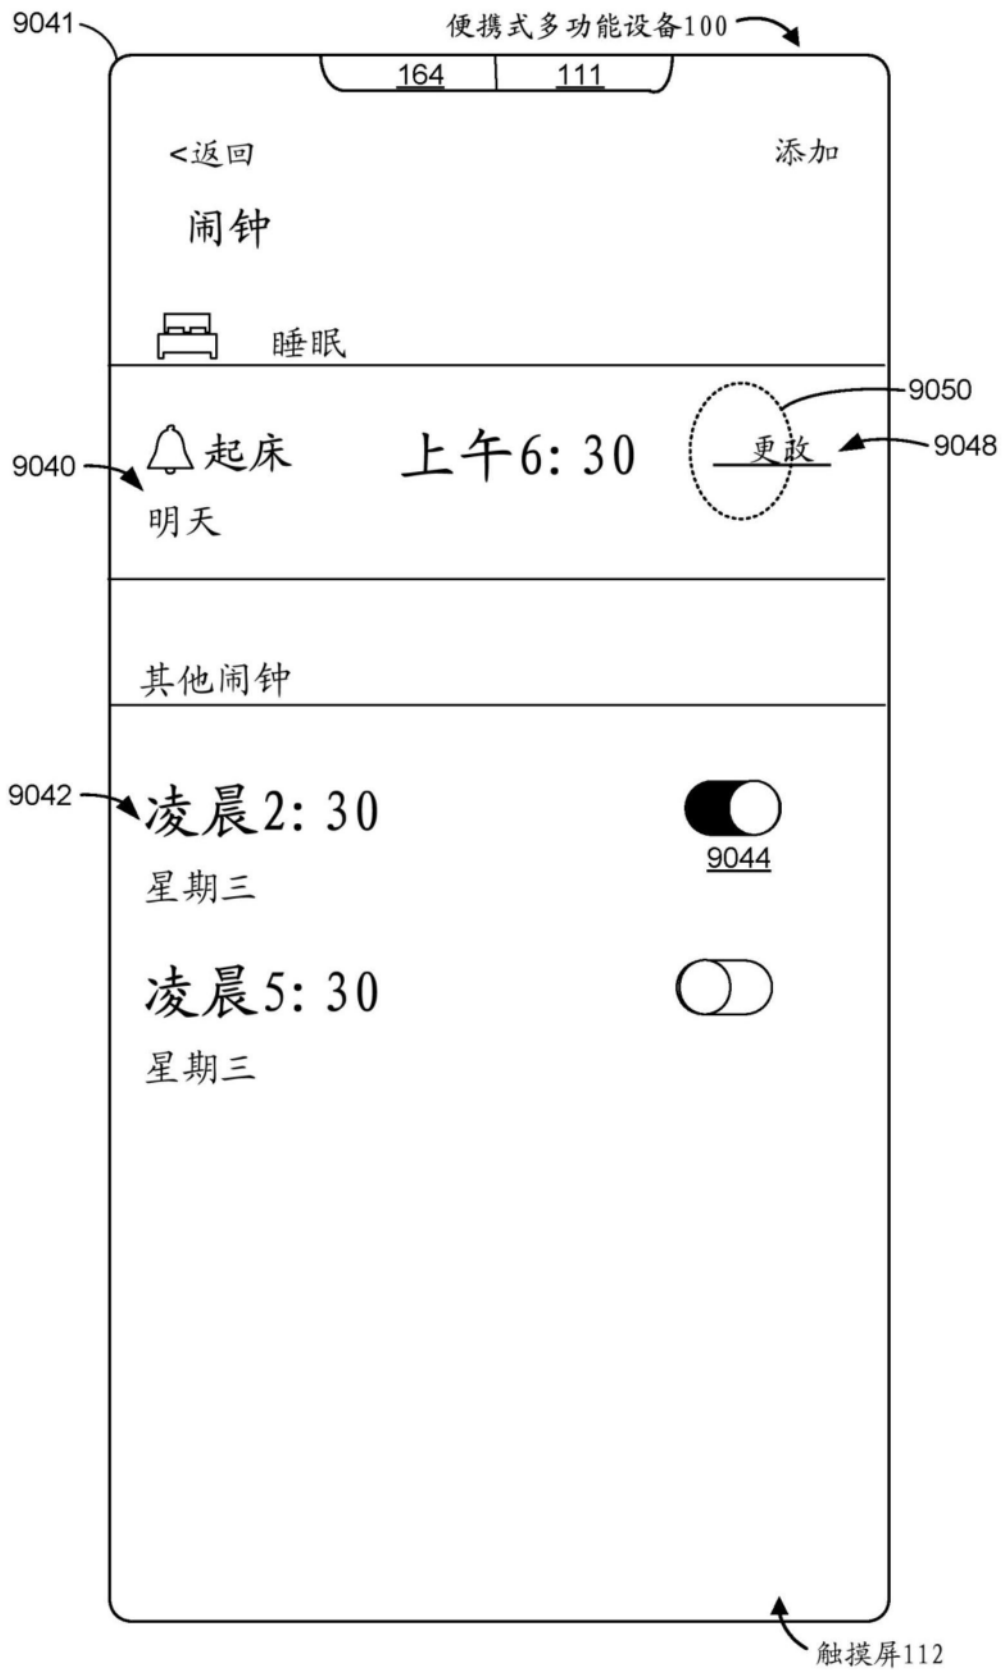 9041
便携式多功能设备100
164 111
<返回 添加
闹钟
睡眠
9050
起床 上午6: 30 更改
9048
9040
明天
其他闹钟
9042
凌晨2: 30
9044
星期三
凌晨5: 30
星期三
触摸屏112